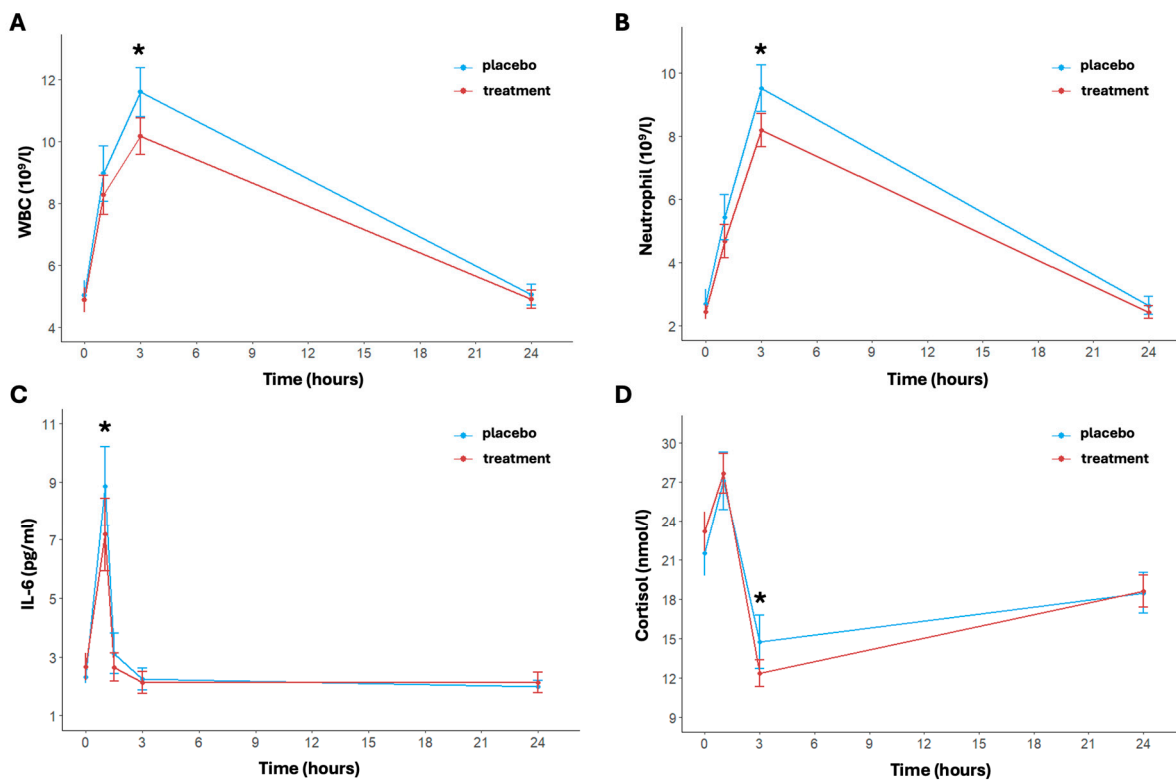 A
*
placebo
treatment
WBC (10⁹/l)
12
10
8
6
4
0 3 6 9 12 15 18 21 24
Time (hours)
B
*
placebo
treatment
Neutrophil (10⁹/l)
10
8
6
4
2
0 3 6 9 12 15 18 21 24
Time (hours)
C
*
placebo
treatment
IL-6 (pg/ml)
11
9
7
5
3
1
0 3 6 9 12 15 18 21 24
Time (hours)
D
*
placebo
treatment
Cortisol (nmol/l)
30
27
24
21
18
15
12
9
0 3 6 9 12 15 18 21 24
Time (hours)